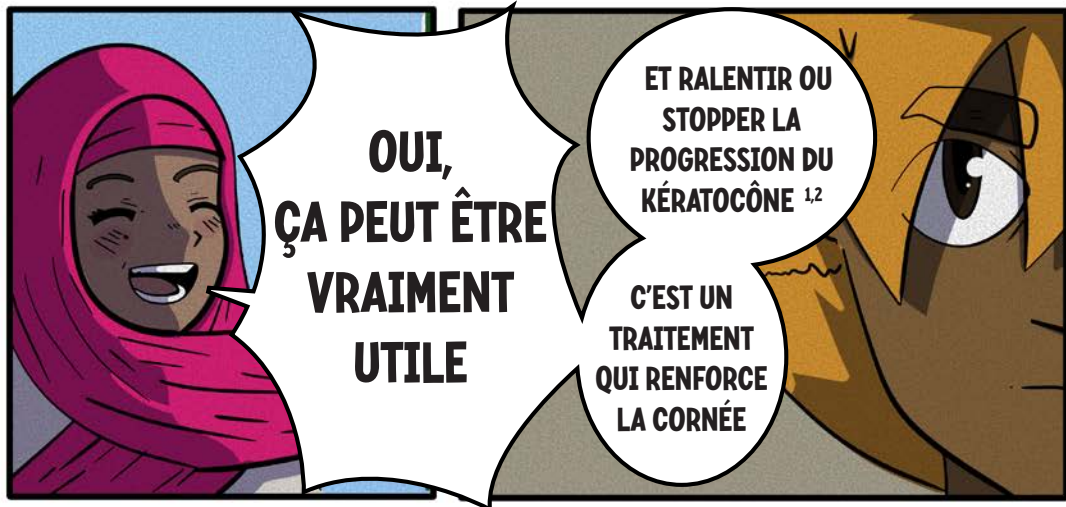 OUI,
ÇA PEUT ÊTRE
VRAIMENT
UTILE
ET RALENTIR OU
STOPPER LA
PROGRESSION DU
KÉRATOCÔNE 1,2
C'EST UN
TRAITEMENT
QUI RENFORCE
LA CORNÉE